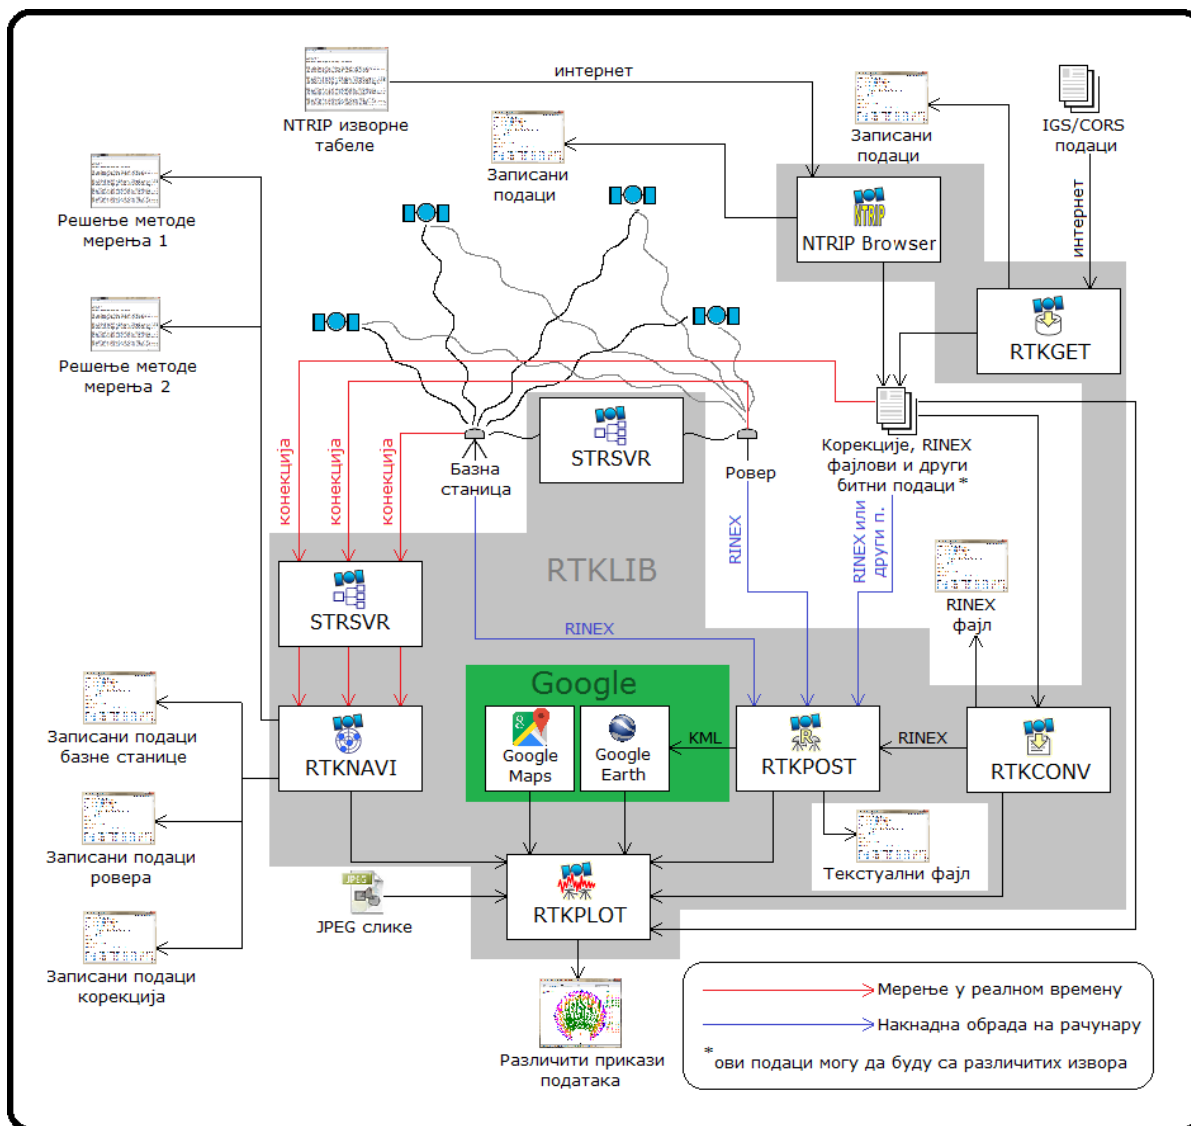 интернет
NTRIP изворне
табеле
Записани
подаци
Записани
подаци
IGS/CORS
подаци
интернет
Решење методе
мерења 1
NTRIP
NTRIP Browser
RTKGET
Решење методе
мерења 2
STRSVR
Базна
станица
Ровер
Корекције, RINEX
фајлови и други
битни подаци *
конекција
конекција
конекција
RINEX
RINEX или
други п.
RTKLIB
STRSVR
RINEX
RINEX
фајл
Google
Google
Maps
Google
Earth
KML
R
RTKPOST
RINEX
RTKCONV
RTKNAVI
Записани подаци
базне станице
Записани подаци
ровера
Записани подаци
корекција
JPEG
JPEG слике
RTKPLOT
Текстуални фајл
Различити прикази
података
Мерење у реалном времену
Накнадна обрада на рачунару
*ови подаци могу да буду са различитих извора